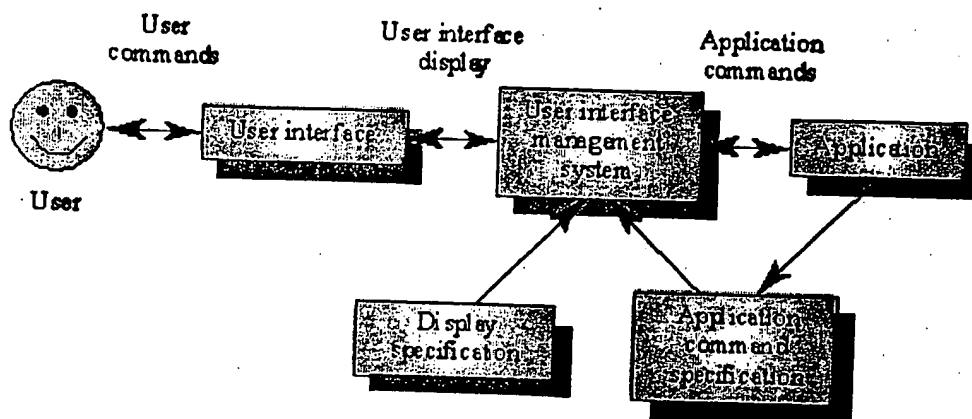 User
commands
User interface
display
Application
commands
User interface
User interface
management
system
Application
User
Display
specification
Application
command
specification